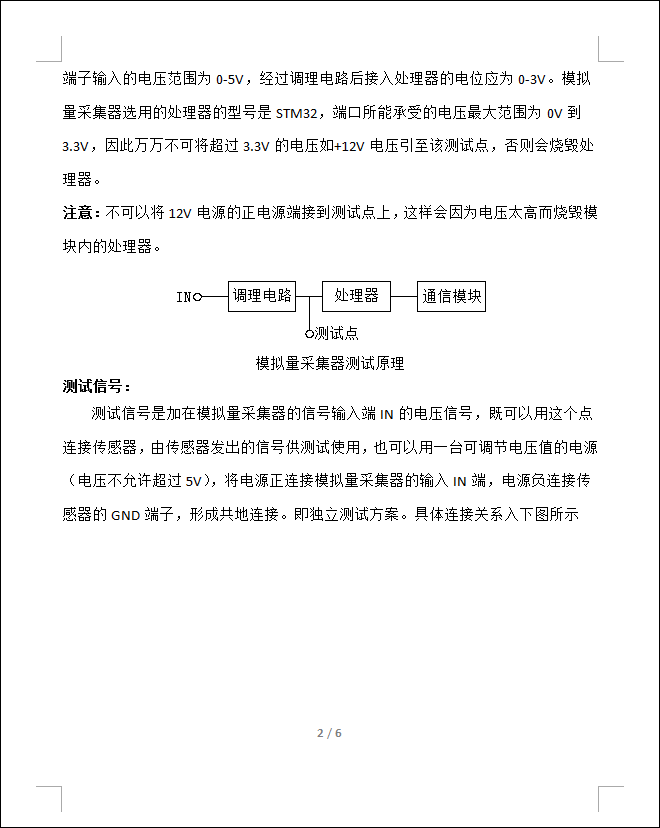 端子输入的电压范围为 0-5V，经过调理电路后接入处理器的电位应为 0-3V。模拟
量采集器选用的处理器的型号是 STM32，端口所能承受的电压最大范围为 0V 到
3.3V，因此万万不可将超过 3.3V 的电压如+12V 电压引至该测试点，否则会烧毁处
理器。
注意：不可以将 12V 电源的正电源端接到测试点上，这样会因为电压太高而烧毁模
块内的处理器。
IN 调理电路 处理器 通信模块
测试点
模拟量采集器测试原理
测试信号：
测试信号是加在模拟量采集器的信号输入端 IN 的电压信号，既可以用这个点
连接传感器，由传感器发出的信号供测试使用，也可以用一台可调节电压值的电源
（电压不允许超过 5V），将电源正连接模拟量采集器的输入 IN 端，电源负连接传
感器的 GND 端子，形成共地连接。即独立测试方案。具体连接关系入下图所示
2 / 6